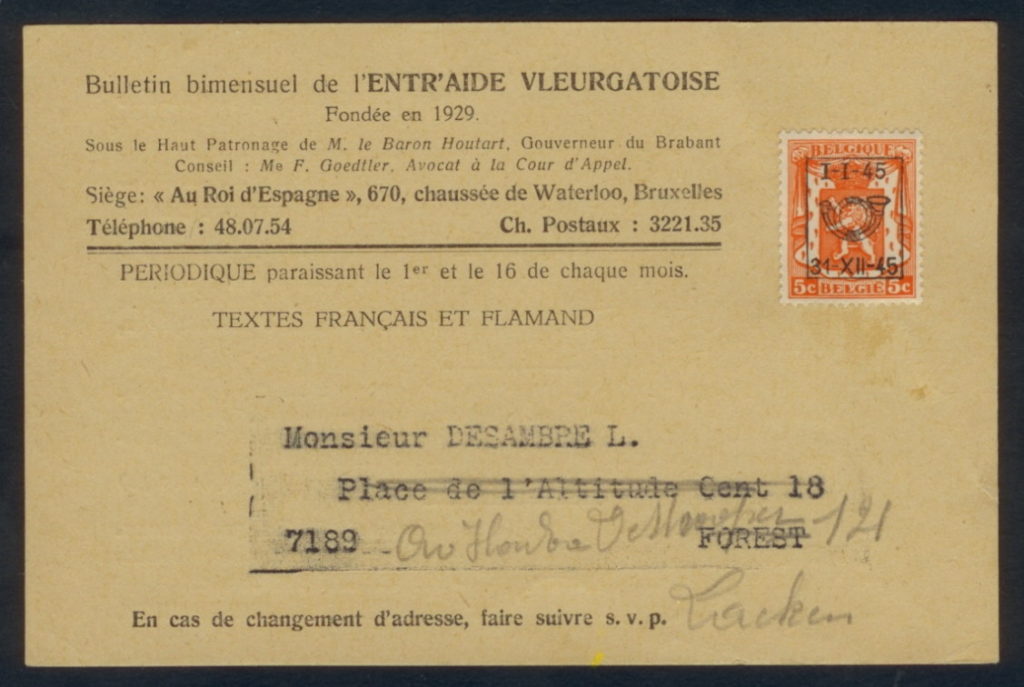 Bulletin bimensuel de l'ENTR'AIDE VLEURGATOISE
Fondée en 1929.
Sous le Haut Patronage de M. le Baron Houtart, Gouverneur du Brabant
Conseil : Me F. Goedtler, Avocat à la Cour d'Appel.
Siège: « Au Roi d'Espagne », 670, chaussée de Waterloo, Bruxelles
Téléphone : 48.07.54 Ch. Postaux : 3221.35
PERIODIQUE paraissant le 1er et le 16 de chaque mois.
TEXTES FRANÇAIS ET FLAMAND
BELGIQUE
I-I-45
31-XII-45
5c BELGIË 5c
Monsieur DESAMBRE L.
Place de l'Altitude Cent 18
7189 Av Houba 121
FOREST
En cas de changement d'adresse, faire suivre s. v. p. Laeken